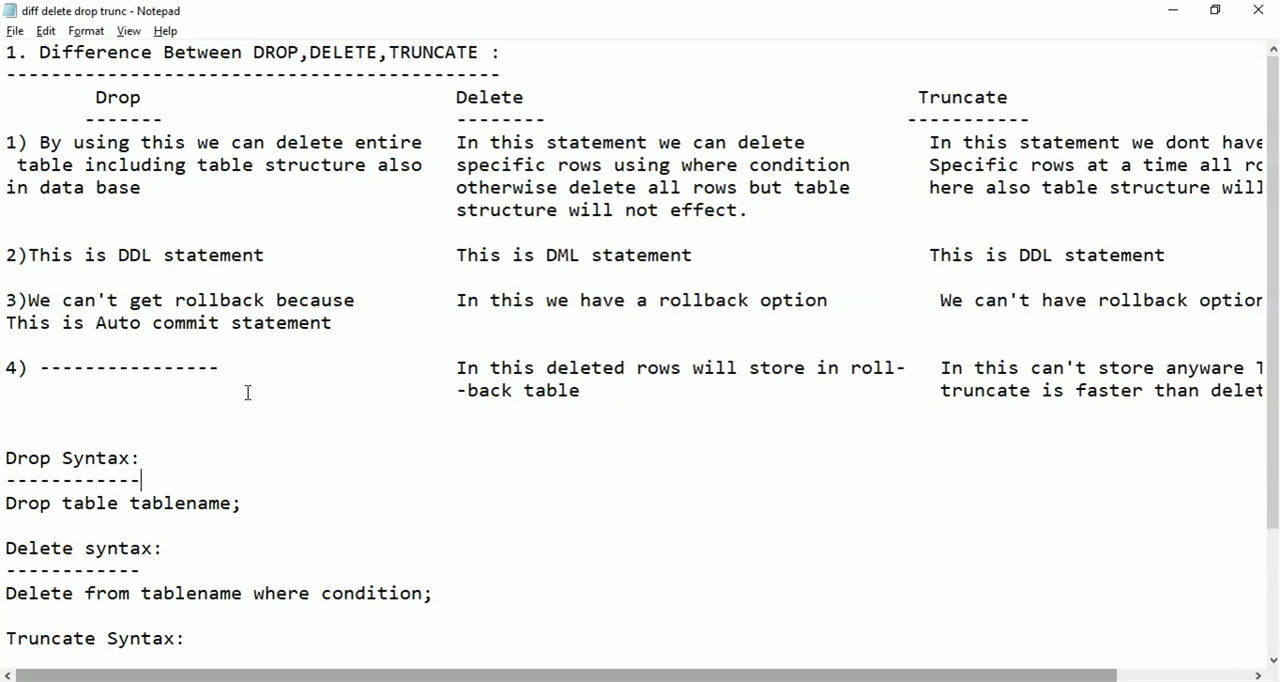 diff delete drop trunc - Notepad
File Edit Format View Help
1. Difference Between DROP,DELETE,TRUNCATE :
--------------------------------------------
Drop Delete Truncate
------- -------- -----------
1) By using this we can delete entire In this statement we can delete In this statement we dont have
table including table structure also specific rows using where condition Specific rows at a time all
in data base otherwise delete all rows but table here also table structure will
structure will not effect.
2)This is DDL statement This is DML statement This is DDL statement
3)We can't get rollback because In this we have a rollback option We can't have rollback option
This is Auto commit statement
4) ---------------- In this deleted rows will store in roll- In this can't store anyware
-back table truncate is faster than delet
Drop Syntax:
------------
Drop table tablename;
Delete syntax:
------------
Delete from tablename where condition;
Truncate Syntax: